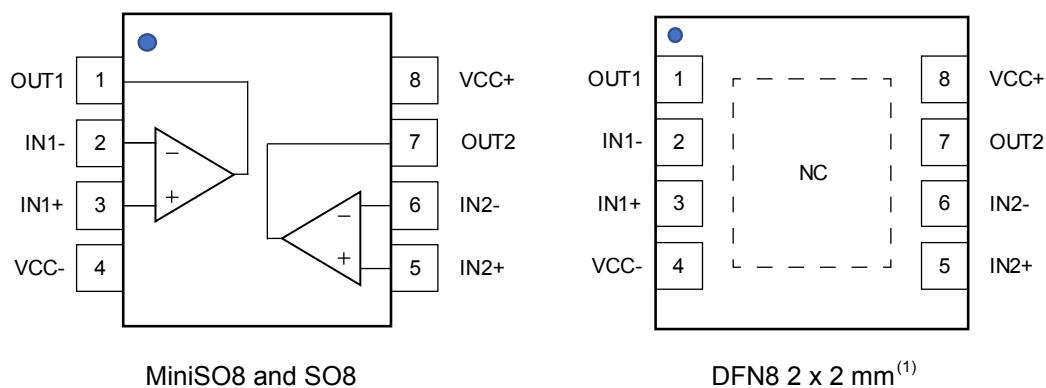 OUT1 1 8 VCC+
IN1- 2 − 7 OUT2
IN1+ 3 + − 6 IN2-
VCC- 4 + 5 IN2+
MiniSO8 and SO8
OUT1 1 8 VCC+
IN1- 2 7 OUT2
NC
IN1+ 3 6 IN2-
VCC- 4 5 IN2+
DFN8 2 x 2 mm(1)